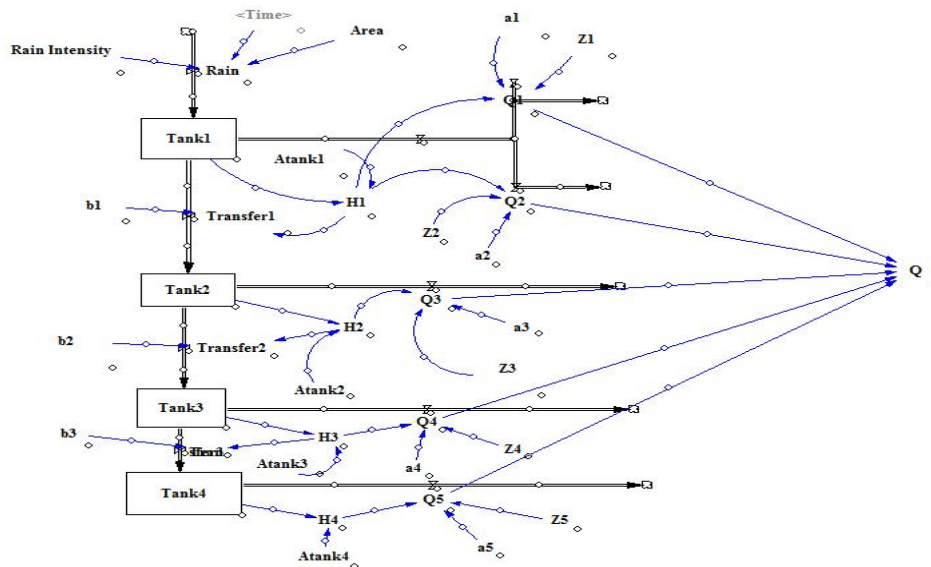 <Time>
a1
Area
Z1
Rain Intensity
Rain
Q1
Tank1
Atank1
b1
H1
Transfer1
Q2
Z2
a2
Q
Tank2
Q3
H2
a3
b2
Transfer2
Z3
Atank2
Tank3
Q4
b3
H3
Z4
Atank3
a4
Tank4
Q5
H4
Z5
a5
Atank4